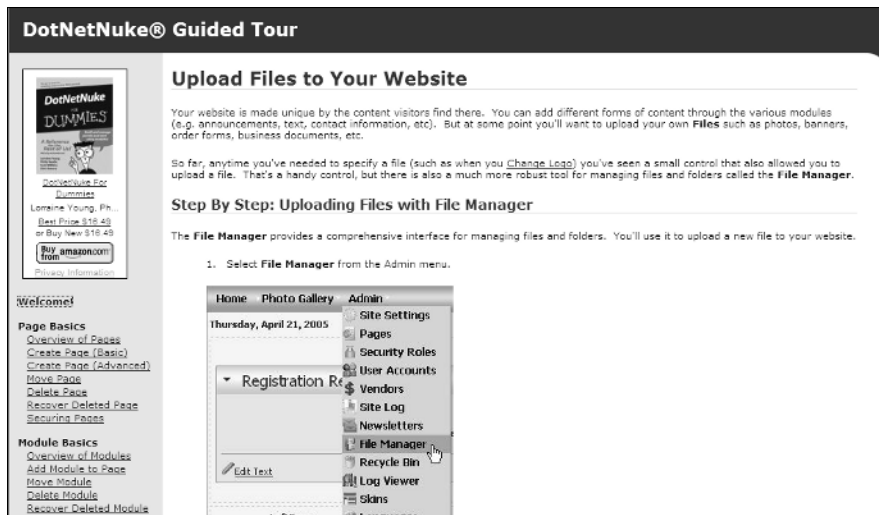 DotNetNuke® Guided Tour
DotNetNuke
FOR
DUMMIES
A Reference
DotNetNuke For
Dummies
Lorraine Young, Ph...
Best Price $16.49
or Buy New $16.49
Buy from amazon.com
Privacy Information
Welcome!
Page Basics
Overview of Pages
Create Page (Basic)
Create Page (Advanced)
Move Page
Delete Page
Recover Deleted Page
Securing Pages
Module Basics
Overview of Modules
Add Module to Page
Move Module
Delete Module
Recover Deleted Module
Upload Files to Your Website
Your website is made unique by the content visitors find there. You can add different forms of content through the various modules
(e.g. announcements, text, contact information, etc). But at some point you'll want to upload your own Files such as photos, banners,
order forms, business documents, etc.
So far, anytime you've needed to specify a file (such as when you Change Logo) you've seen a small control that also allowed you to
upload a file. That's a handy control, but there is also a much more robust tool for managing files and folders called the File Manager.
Step By Step: Uploading Files with File Manager
The File Manager provides a comprehensive interface for managing files and folders. You'll use it to upload a new file to your website.
1. Select File Manager from the Admin menu.
Home Photo Gallery Admin
Thursday, April 21, 2005
Registration Re
Edit Text
Site Settings
Pages
Security Roles
User Accounts
Vendors
Site Log
Newsletters
File Manager
Recycle Bin
Log Viewer
Skins